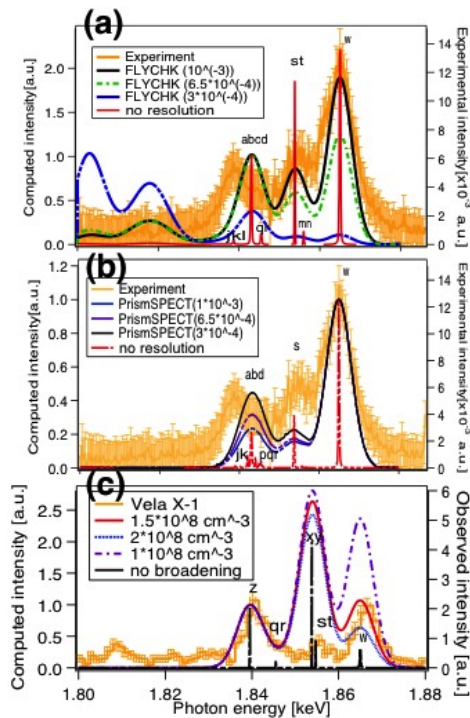 (a)
Experiment
FLYCHK (10^(-3))
FLYCHK (6.5*10^(-4))
FLYCHK (3*10^(-4))
no resolution
abcd
st
w
jkl
qr
mn
Computed intensity[a.u.]
2.0
1.5
1.0
0.5
0.0
Experimental intensity[x10⁻³ a.u.]
14
12
10
8
6
4
2
0
(b)
Experiment
PrismSPECT(1*10^-3)
PrismSPECT(6.5*10^-4)
PrismSPECT(3*10^-4)
no resolution
abd
s
w
jk
pqr
Computed intensity[a.u.]
1.2
1.0
0.8
0.6
0.4
0.2
0.0
Experimental intensity[x10⁻³ a.u.]
14
12
10
8
6
4
2
0
(c)
Vela X-1
1.5*10^8 cm^-3
2*10^8 cm^-3
1*10^8 cm^-3
no broadening
z
qr
xy
st
w
Computed intensity [a.u.]
2.5
2.0
1.5
1.0
0.5
0.0
Observed intensity [a.u.]
6
5
4
3
2
1
0
1.80
1.82
1.84
1.86
1.88
Photon energy [keV]